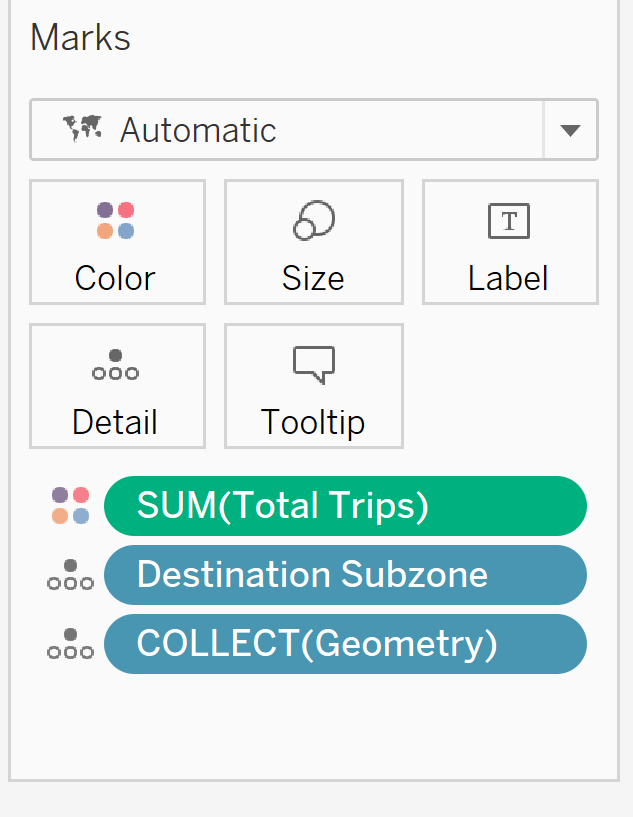 Marks
Automatic
Color Size Label
Detail Tooltip
SUM(Total Trips)
Destination Subzone
COLLECT(Geometry)